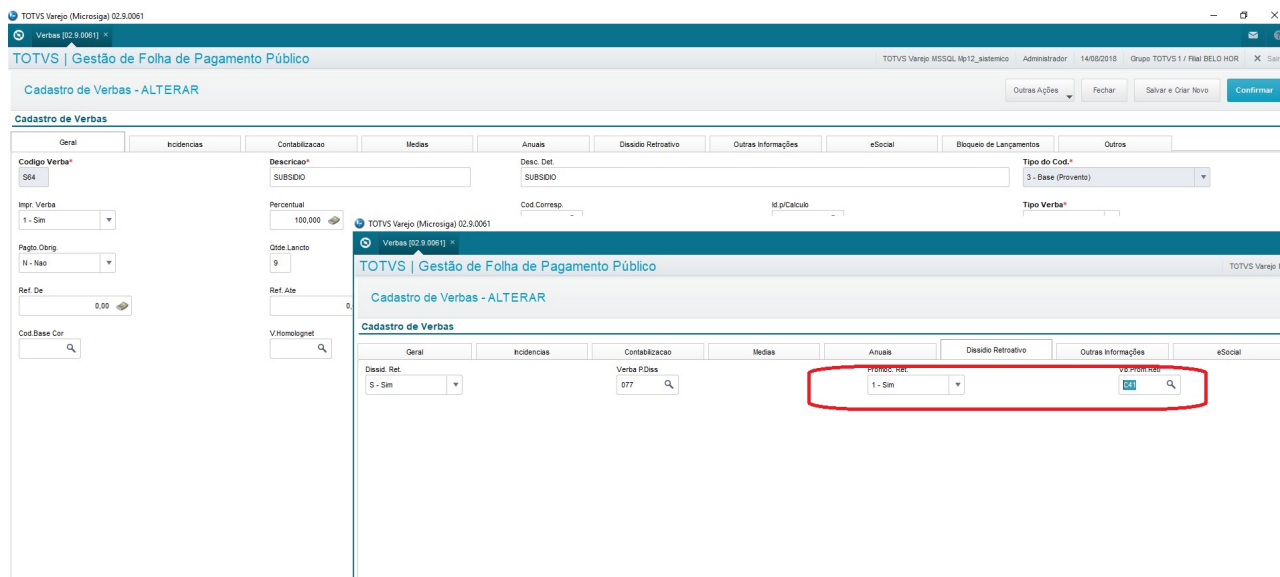 TOTVS Varejo (Microsiga) 02.9.0061
Verbas [02.9.0061] ×
TOTVS | Gestão de Folha de Pagamento Público
TOTVS Varejo MSSQL Mp12_sistemico Administrador 14/08/2018 Grupo TOTVS 1 / Filial BELO HOR X Sair
Cadastro de Verbas - ALTERAR
Outras Ações Fechar Salvar e Criar Novo Confirmar
Cadastro de Verbas
Geral Incidencias Contabilizacao Medias Anuais Dissidio Retroativo Outras Informações eSocial Bloqueio de Lançamentos Outros
Codigo Verba* Descricao* Desc. Det. Tipo do Cod.*
S64 SUBSIDIO SUBSIDIO 3 - Base (Provento)
Impr. Verba Percentual Cod.Corresp. Id.p/Calculo Tipo Verba*
1 - Sim 100,000
Pagto.Obrig. Qtde.Lancto
N - Nao 9
Ref. De Ref. Ate
0,00 0,
Cod.Base Cor V.Homolognet
TOTVS Varejo (Microsiga) 02.9.0061
Verbas [02.9.0061] ×
TOTVS | Gestão de Folha de Pagamento Público
TOTVS Varejo
Cadastro de Verbas - ALTERAR
Cadastro de Verbas
Geral Incidencias Contabilizacao Medias Anuais Dissidio Retroativo Outras Informações eSocial
Dissid. Ret. Verba P.Diss Promoc. Ret. Vb.Prom.Ret
S - Sim 077 1 - Sim C41